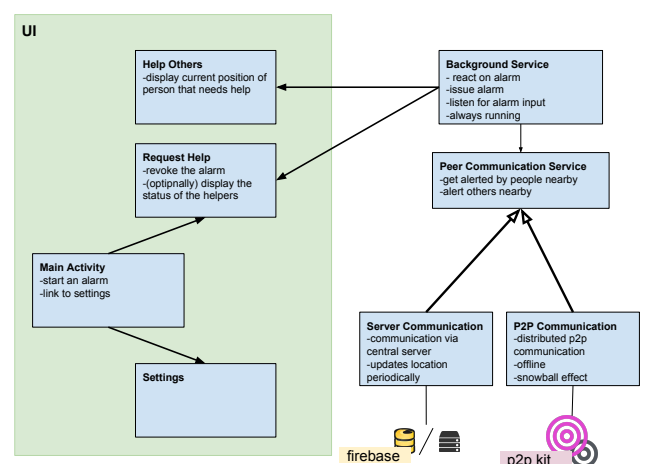 UI
Help Others
-display current position of
person that needs help
Background Service
- react on alarm
-issue alarm
-listen for alarm input
-always running
Request Help
-revoke the alarm
-(optipnally) display the
status of the helpers
Peer Communication Service
-get alerted by people nearby
-alert others nearby
Main Activity
-start an alarm
-link to settings
Server Communication
-communication via
central server
-updates location
periodically
P2P Communication
-distributed p2p
communication
-offline
-snowball effect
Settings
firebase
p2p kit